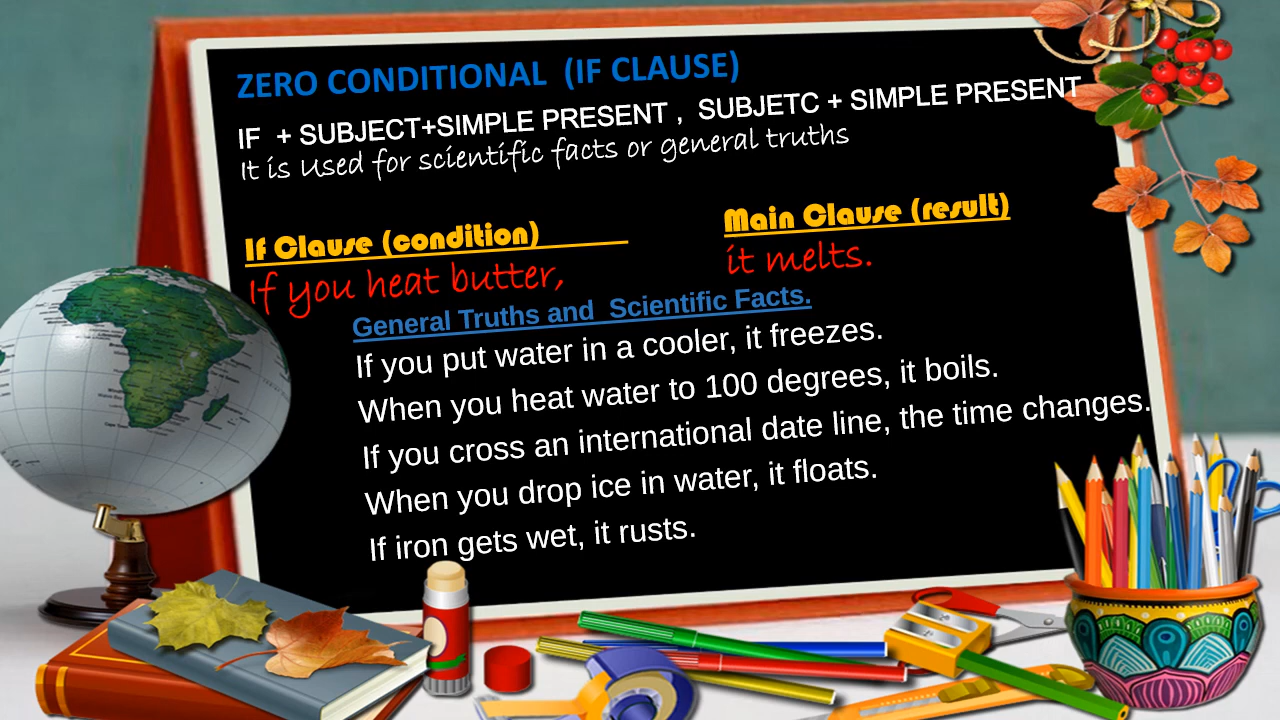 ZERO CONDITIONAL (IF CLAUSE)
IF + SUBJECT+SIMPLE PRESENT , SUBJETC + SIMPLE PRESENT
It is Used for scientific facts or general truths
If Clause (condition) Main Clause (result)
If you heat butter, it melts.
General Truths and Scientific Facts.
If you put water in a cooler, it freezes.
When you heat water to 100 degrees, it boils.
If you cross an international date line, the time changes.
When you drop ice in water, it floats.
If iron gets wet, it rusts.